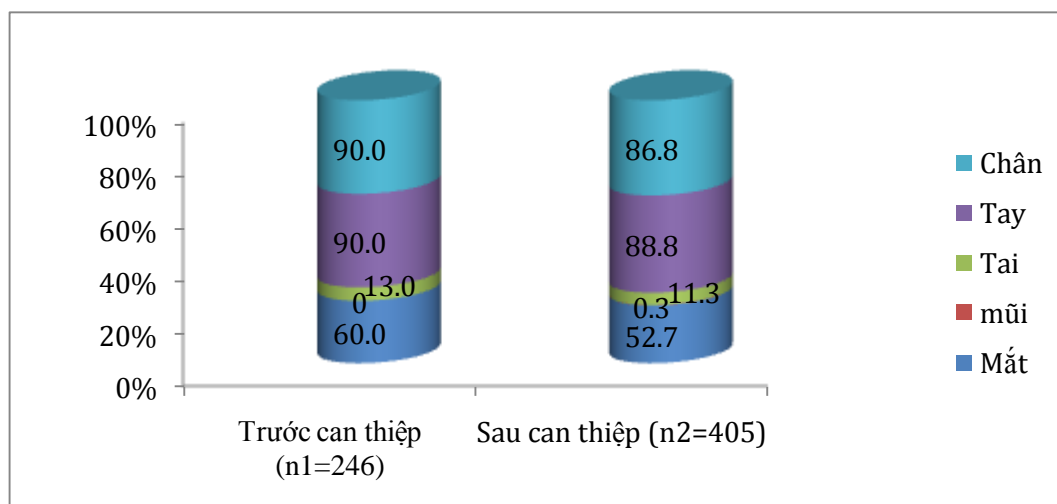 100%
80%
60%
40%
20%
0%
90.0
90.0
13.0
0
60.0
86.8
88.8
11.3
0.3
52.7
Trước can thiệp
(n1=246)
Sau can thiệp (n2=405)
Chân
Tay
Tai
mũi
Mắt